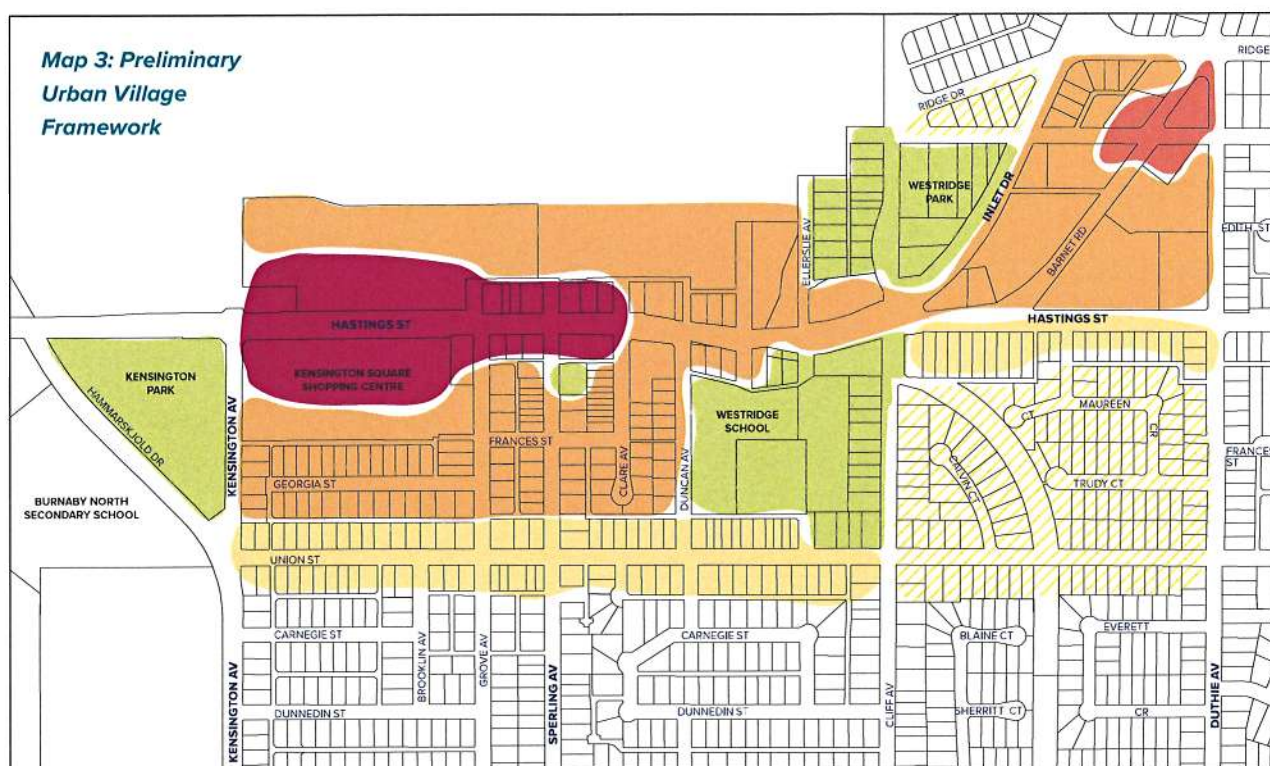 Map 3: Preliminary
Urban Village
Framework
RIDGE
RIDGE DR
WESTRIDGE
PARK
INLET DR
ELLERSLIE AV
BARNET RD
EDITH ST
HASTINGS ST
HASTINGS ST
KENSINGTON
PARK
KENSINGTON SQUARE
SHOPPING CENTRE
HAMMARSKJOLD DR
KENSINGTON AV
WESTRIDGE
SCHOOL
MAUREEN
CT
CR
FRANCES ST
CLARE AV
DUNCAN AV
CALVIN CT
FRANCES
ST
GEORGIA ST
TRUDY CT
BURNABY NORTH
SECONDARY SCHOOL
UNION ST
CARNEGIE ST
CARNEGIE ST
BLAINE CT
EVERETT
BROOKLIN AV
GROVE AV
KENSINGTON AV
SPERLING AV
CLIFF AV
DUTHIE AV
DUNNEDIN ST
DUNNEDIN ST
SHERRITT CT
CR